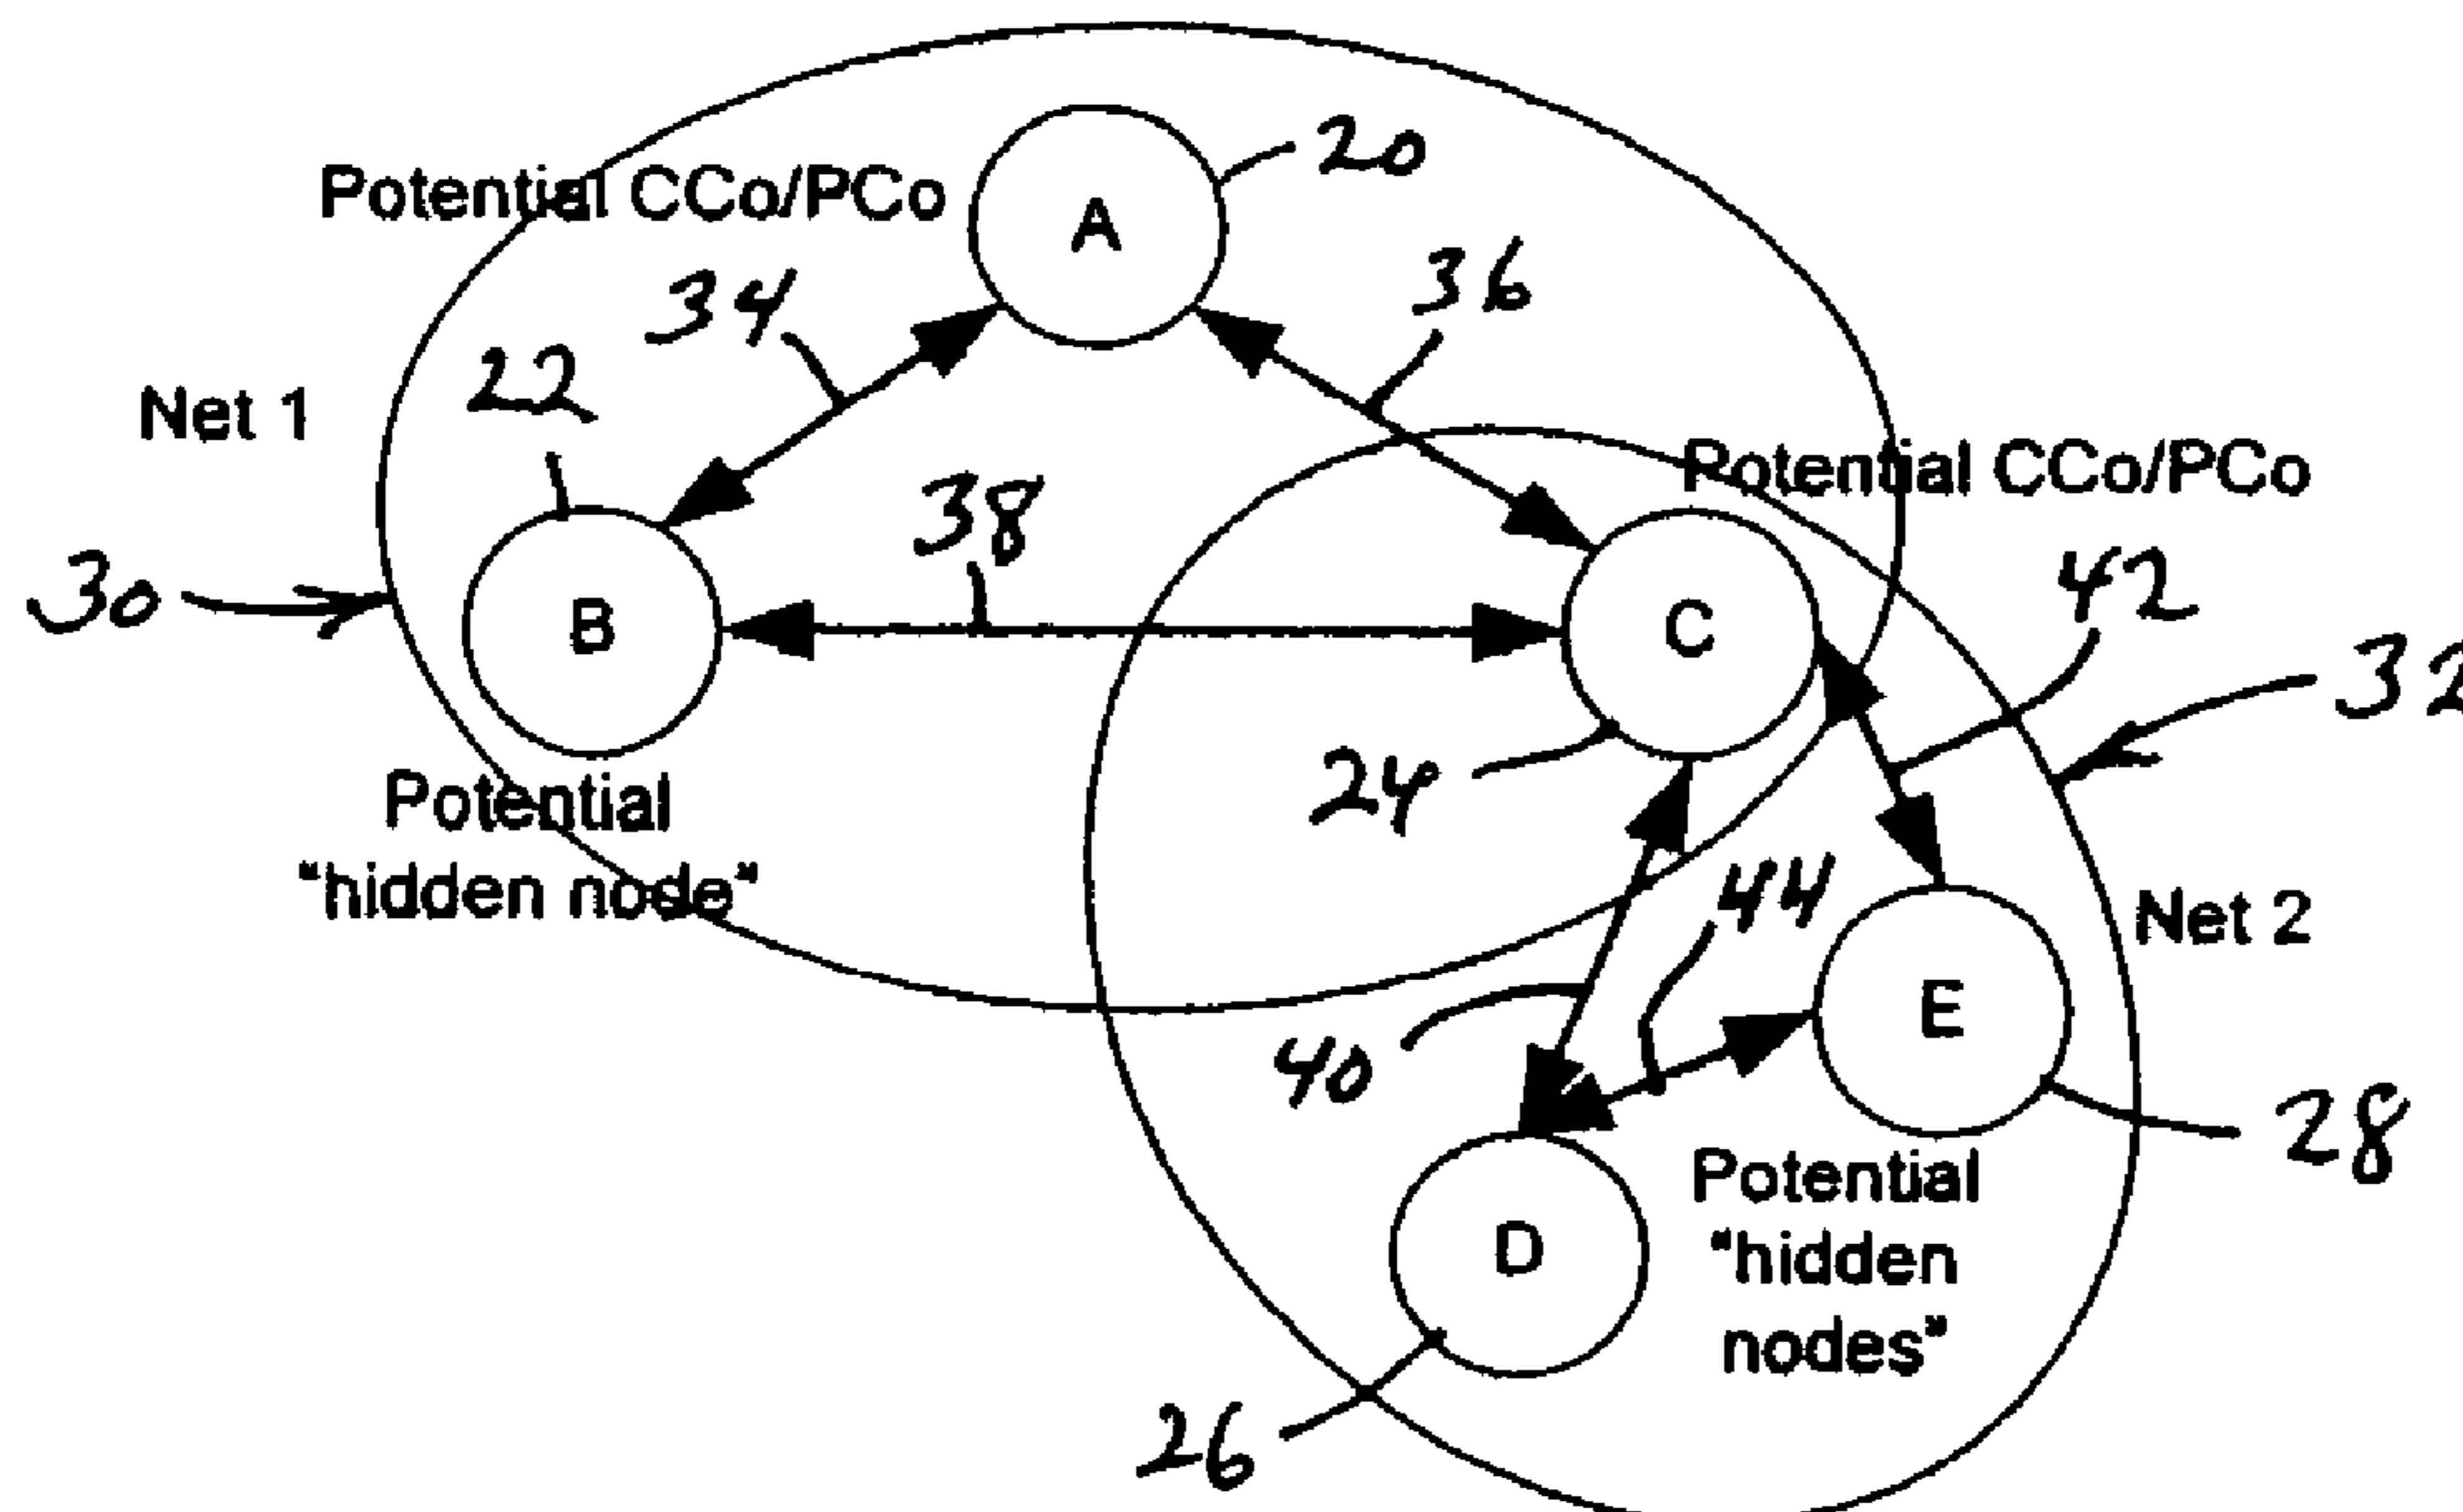 20
Potential CCo/PCo
A
36
34
22
Net 1
Potential CCo/PCo
38
42
30
B
C
32
24
Potential
"hidden node"
44
Net 2
E
40
28
Potential
"hidden
nodes"
D
26